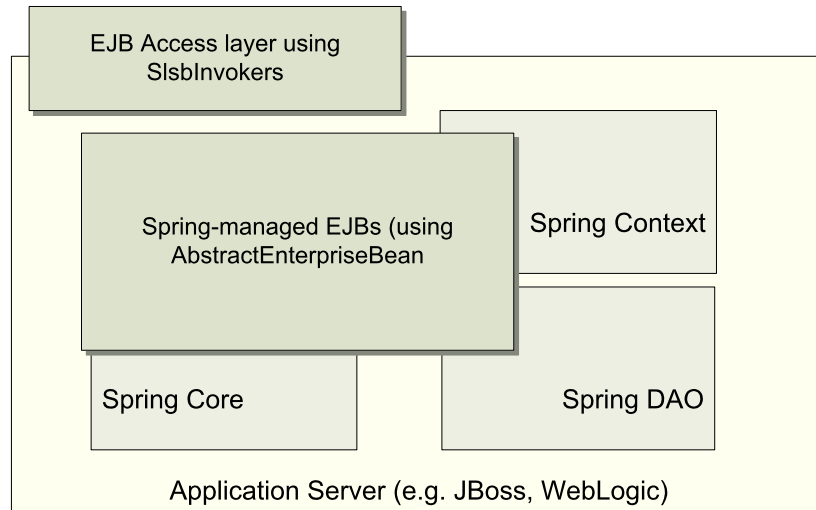 EJB Access layer using
SlsbInvokers
Spring-managed EJBs (using
AbstractEnterpriseBean
Spring Context
Spring Core
Spring DAO
Application Server (e.g. JBoss, WebLogic)